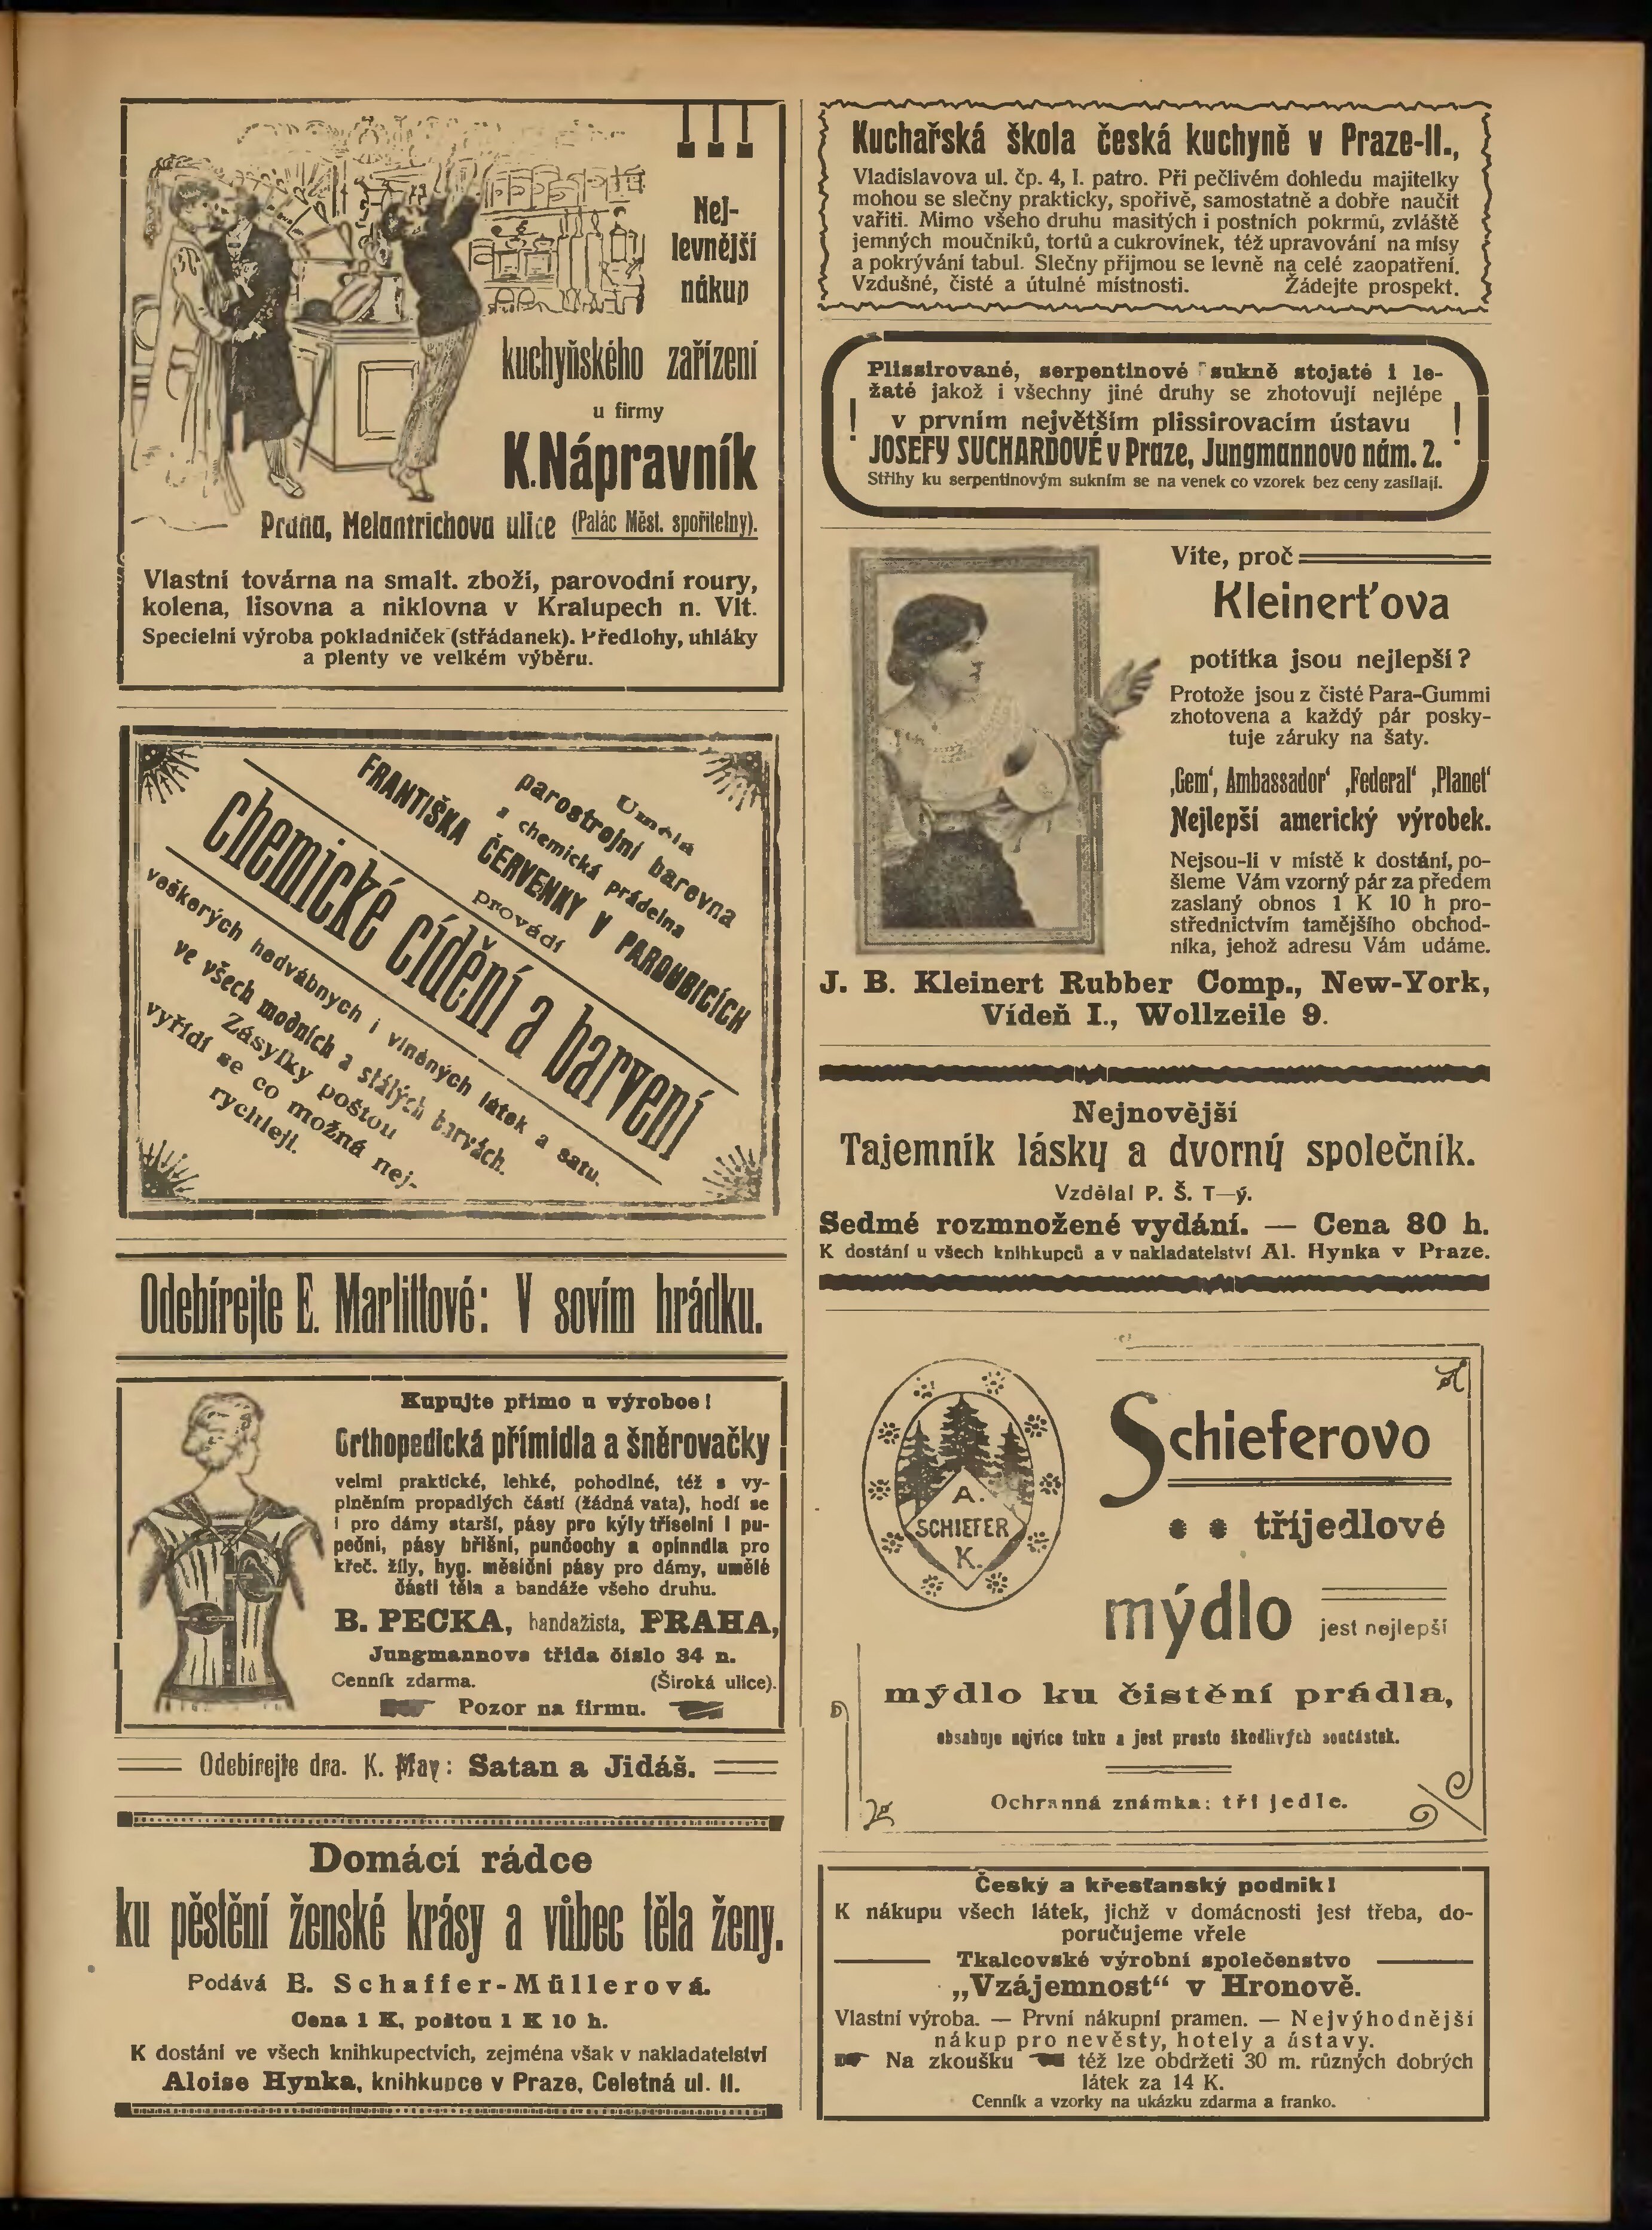 Nej-
levnější
nákup
kuchyňského zařízení
u firmy
K. Nápravník
Praha, Melantrichova ulice (Palác Měst. spořitelny).
Vlastní továrna na smalt. zboží, parovodní roury,
kolena, lisovna a niklovna v Kralupech n. Vlt.
Specielní výroba pokladniček (střádanek). Předlohy, uhláky
a plenty ve velkém výběru.
Umělá
parostrojní barevna
a chemická prádelna
FRANTIŠKA ČERVENKY V PARDUBICÍCH
provádí
chemické cídění a barvení
veškerých hedvábných i vlněných látek a šatů.
ve všech modních a stálých barvách.
Zásylky poštou
vyřídí se co možná nej-
rychleji.
Odebírejte E. Marlittové: V sovím hrádku.
Kupujte přímo u výrobce!
Orthopedická přímidla a šněrovačky
velmi praktické, lehké, pohodlné, též s vy-
plněním propadlých částí (žádná vata), hodí se
i pro dámy starší, pásy pro kýly tříselní i pu-
peční, pásy břišní, punčochy a opinadla pro
křeč. žíly, hyg. měsíční pásy pro dámy, umělé
části těla a bandáže všeho druhu.
B. PECKA, bandažista, PRAHA,
Jungmannova třída číslo 34 n.
Cenník zdarma. (Široká ulice).
Pozor na firmu.
Odebírejte dra. K. May: Satan a Jidáš.
Domácí rádce
ku pěstění ženské krásy a vůbec těla ženy.
Podává E. Schaffer-Müllerová.
Cena 1 K, poštou 1 K 10 h.
K dostání ve všech knihkupectvích, zejména však v nakladatelství
Aloise Hynka, knihkupce v Praze, Celetná ul. 11.
Kuchařská škola česká kuchyně v Praze-II.,
Vladislavova ul. čp. 4, I. patro. Při pečlivém dohledu majitelky
mohou se slečny prakticky, spořivě, samostatně a dobře naučit
vařiti. Mimo všeho druhu masitých i postních pokrmů, zvláště
jemných moučníků, tortů a cukrovinek, též upravování na mísy
a pokrývání tabul. Slečny přijmou se levně na celé zaopatření.
Vzdušné, čisté a útulné místnosti. Žádejte prospekt.
Plissirované, serpentinové sukně stojaté i le-
žaté jakož i všechny jiné druhy se zhotovují nejlépe
! v prvním největším plissirovacím ústavu !
JOSEFY SUCHARDOVÉ v Praze, Jungmannovo nám. 2.
Střihy ku serpentinovým sukním se na venek co vzorek bez ceny zasílají.
Víte, proč
Kleinert'ova
potítka jsou nejlepší?
Protože jsou z čisté Para-Gummi
zhotovena a každý pár posky-
tuje záruky na šaty.
‚Gem‘, Ambassador‘ ‚Federal‘ ‚Planet‘
Nejlepší americký výrobek.
Nejsou-li v místě k dostání, po-
šleme Vám vzorný pár za předem
zaslaný obnos 1 K 10 h pro-
střednictvím tamějšího obchod-
níka, jehož adresu Vám udáme.
J. B. Kleinert Rubber Comp., New-York,
Vídeň I., Wollzeile 9.
Nejnovější
Tajemník lásky a dvorný společník.
Vzdělal P. Š. T—ý.
Sedmé rozmnožené vydání. — Cena 80 h.
K dostání u všech knihkupců a v nakladatelství Al. Hynka v Praze.
A.
SCHIEFER
K.
Schieferovo
tříjedlové
mýdlo jest nejlepší
mýdlo ku čistění prádla,
obsahuje nejvíce tuku a jest prosto škodlivých součástek.
Ochranná známka: tři jedle.
Český a křesťanský podnik!
K nákupu všech látek, jichž v domácnosti jest třeba, do-
poručujeme vřele
Tkalcovské výrobní společenstvo
„Vzájemnost“ v Hronově.
Vlastní výroba. — První nákupní pramen. — Nejvýhodnější
nákup pro nevěsty, hotely a ústavy.
Na zkoušku též lze obdržeti 30 m. různých dobrých
látek za 14 K.
Cenník a vzorky na ukázku zdarma a franko.